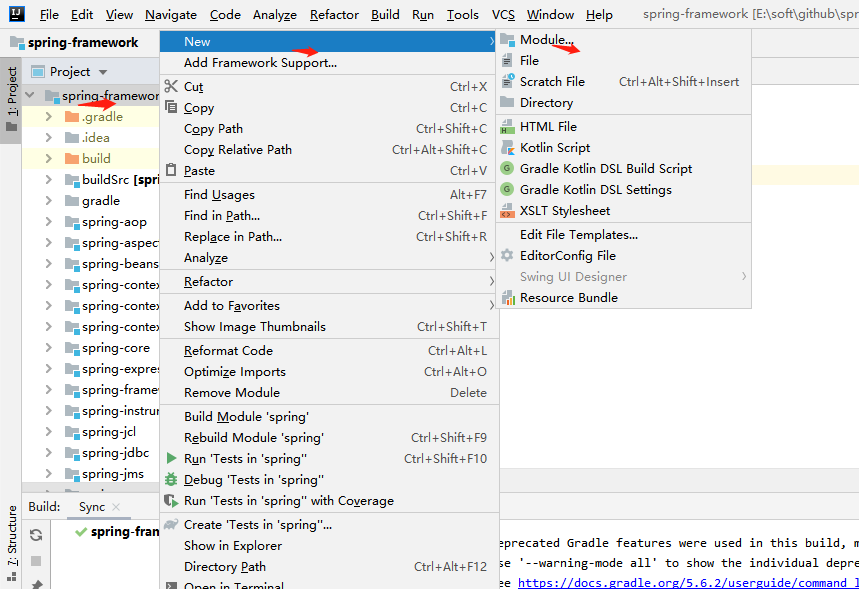 IJ File Edit View Navigate Code Analyze Refactor Build Run Tools VCS Window Help spring-framework [E:\soft\github\spr
spring-framework
1: Project
Project
spring-framewor
.gradle
.idea
build
buildSrc [spri
gradle
spring-aop
spring-aspec
spring-beans
spring-contex
spring-contex
spring-contex
spring-core
spring-expres
spring-frame
spring-instru
spring-jcl
spring-jdbc
spring-jms
New
Add Framework Support...
Cut Ctrl+X
Copy Ctrl+C
Copy Path Ctrl+Shift+C
Copy Relative Path Ctrl+Alt+Shift+C
Paste Ctrl+V
Find Usages Alt+F7
Find in Path... Ctrl+Shift+F
Replace in Path... Ctrl+Shift+R
Analyze
Refactor
Add to Favorites
Show Image Thumbnails Ctrl+Shift+T
Reformat Code Ctrl+Alt+L
Optimize Imports Ctrl+Alt+O
Remove Module Delete
Build Module 'spring'
Rebuild Module 'spring' Ctrl+Shift+F9
Run 'Tests in 'spring'' Ctrl+Shift+F10
Debug 'Tests in 'spring''
Run 'Tests in 'spring'' with Coverage
Create 'Tests in 'spring''...
Show in Explorer
Directory Path Ctrl+Alt+F12
Open in Terminal
Module...
File
Scratch File Ctrl+Alt+Shift+Insert
Directory
HTML File
Kotlin Script
Gradle Kotlin DSL Build Script
Gradle Kotlin DSL Settings
XSLT Stylesheet
Edit File Templates...
EditorConfig File
Swing UI Designer
Resource Bundle
7: Structure
Build: Sync
spring-fran
eprecated Gradle features were used in this build, m
se '--warning-mode all' to show the individual depre
ee https://docs.gradle.org/5.6.2/userguide/command_l